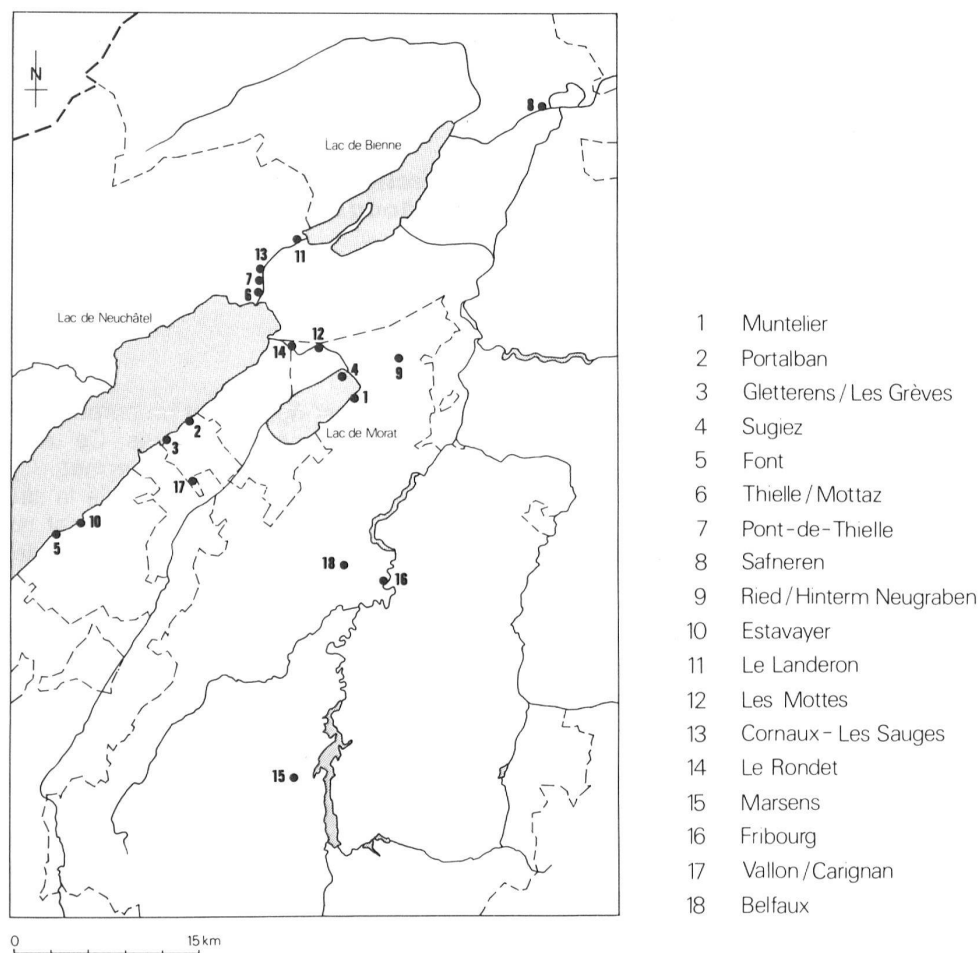 N
8
Lac de Bienne
11
13
7
6
Lac de Neuchâtel
14
12
9
4
1
Lac de Morat
2
3
17
10
5
18
16
15
0 15 km
1 Muntelier
2 Portalban
3 Gletterens/Les Grèves
4 Sugiez
5 Font
6 Thielle/Mottaz
7 Pont-de-Thielle
8 Safneren
9 Ried/Hinterm Neugraben
10 Estavayer
11 Le Landeron
12 Les Mottes
13 Cornaux-Les Sauges
14 Le Rondet
15 Marsens
16 Fribourg
17 Vallon/Carignan
18 Belfaux